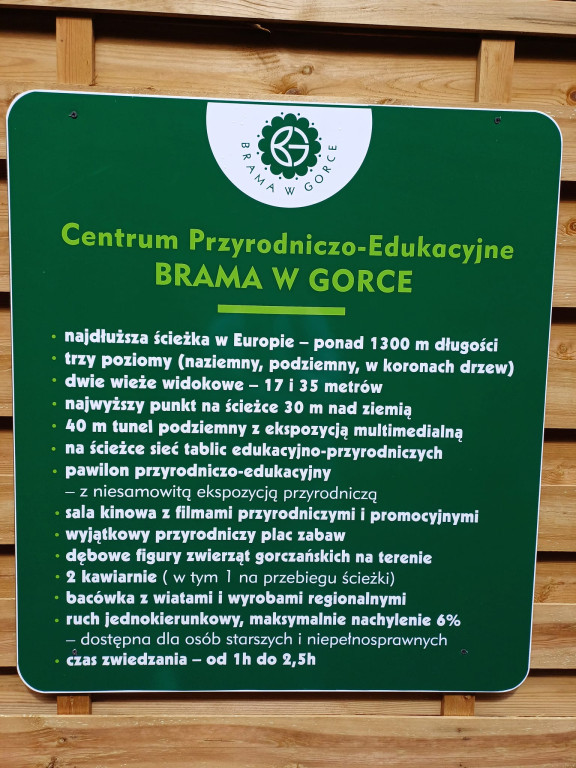 BG
BRAMA W GORCE
Centrum Przyrodniczo-Edukacyjne
BRAMA W GORCE
• najdłuższa ścieżka w Europie – ponad 1300 m długości
• trzy poziomy (naziemny, podziemny, w koronach drzew)
• dwie wieże widokowe – 17 i 35 metrów
• najwyższy punkt na ścieżce 30 m nad ziemią
• 40 m tunel podziemny z ekspozycją multimedialną
• na ścieżce sieć tablic edukacyjno-przyrodniczych
• pawilon przyrodniczo-edukacyjny
– z niesamowitą ekspozycją przyrodniczą
• sala kinowa z filmami przyrodniczymi i promocyjnymi
• wyjątkowy przyrodniczy plac zabaw
• dębowe figury zwierząt gorczańskich na terenie
• 2 kawiarnie ( w tym 1 na przebiegu ścieżki)
• bacówka z wiatami i wyrobami regionalnymi
• ruch jednokierunkowy, maksymalnie nachylenie 6%
– dostępna dla osób starszych i niepełnosprawnych
• czas zwiedzania – od 1h do 2,5h